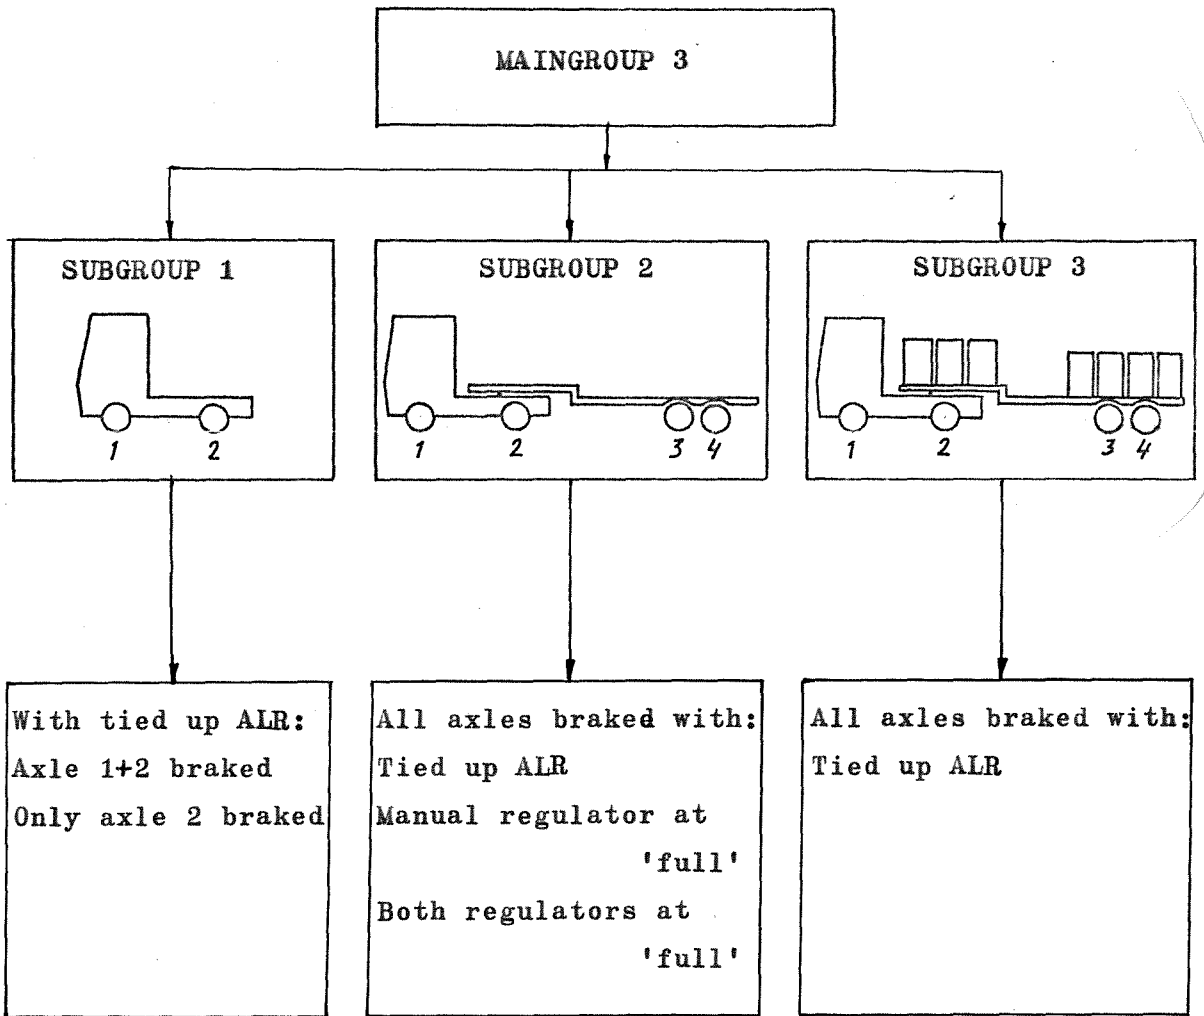 MAINGROUP 3
SUBGROUP 1
1 2
SUBGROUP 2
1 2 3 4
SUBGROUP 3
1 2 3 4
With tied up ALR:
Axle 1+2 braked
Only axle 2 braked
All axles braked with:
Tied up ALR
Manual regulator at
'full'
Both regulators at
'full'
All axles braked with:
Tied up ALR